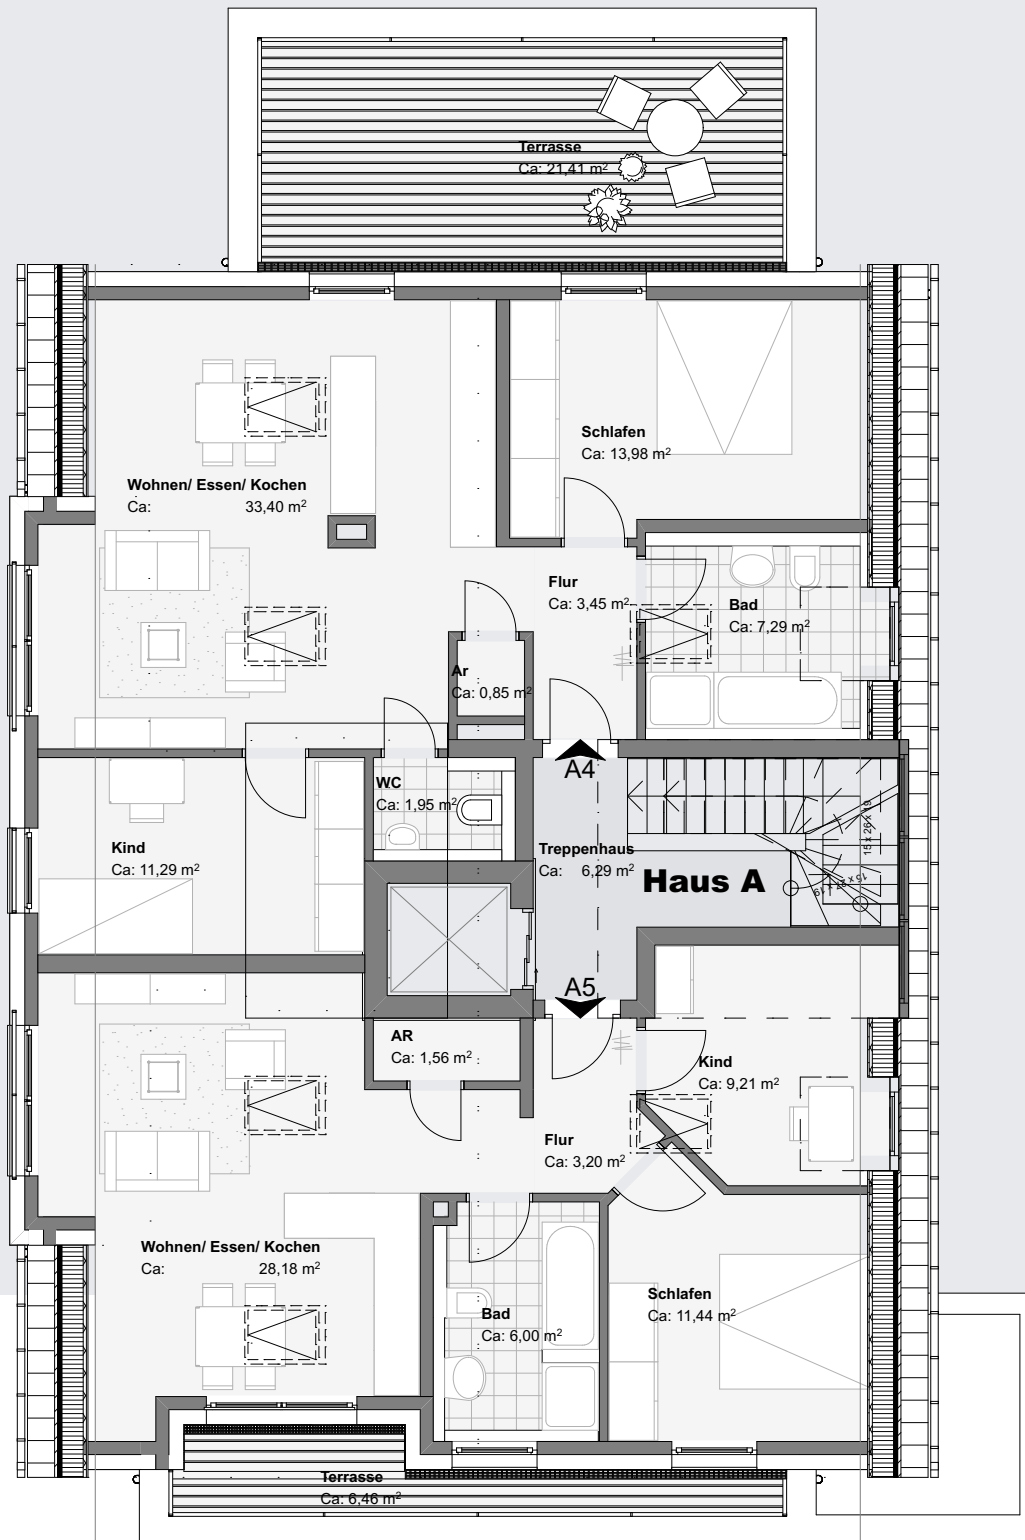 Terrasse
Ca: 21,41 m²
Schlafen
Ca: 13,98 m²
Wohnen/ Essen/ Kochen
Ca: 33,40 m²
Flur
Ca: 3,45 m²
Bad
Ca: 7,29 m²
Ar
Ca: 0,85 m²
A4
WC
Ca: 1,95 m²
Kind
Ca: 11,29 m²
Treppenhaus
Ca: 6,29 m²
Haus A
15x26x19
15x27x19
A5
AR
Ca: 1,56 m²
Kind
Ca: 9,21 m²
Flur
Ca: 3,20 m²
Wohnen/ Essen/ Kochen
Ca: 28,18 m²
Schlafen
Ca: 11,44 m²
Bad
Ca: 6,00 m²
Terrasse
Ca: 6,46 m²